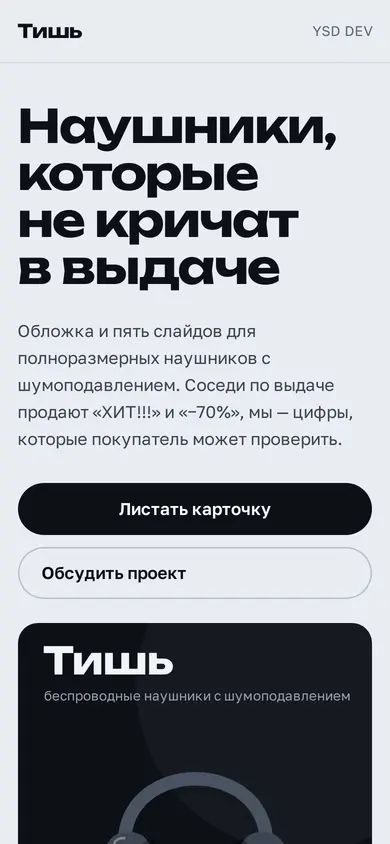 Тишь
YSD DEV
Наушники,
которые
не кричат
в выдаче
Обложка и пять слайдов для
полноразмерных наушников с
шумоподавлением. Соседи по выдаче
продают «ХИТ!!!» и «−70%», мы — цифры,
которые покупатель может проверить.
Листать карточку
Обсудить проект
Тишь
беспроводные наушники с шумоподавлением